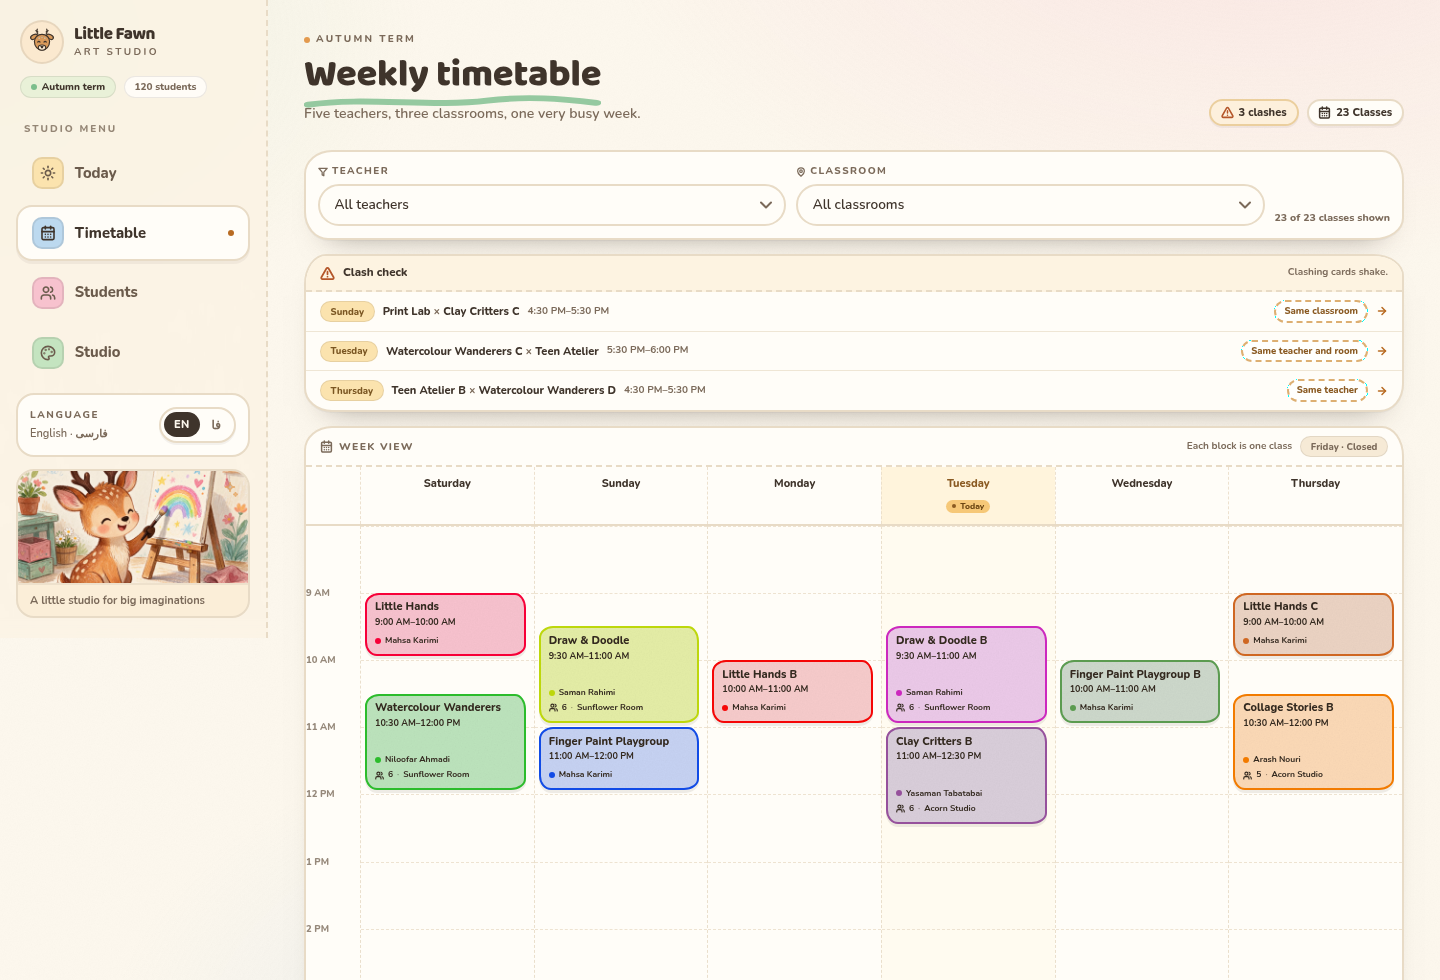 Little Fawn
ART STUDIO
Autumn term
120 students
STUDIO MENU
Today
Timetable
Students
Studio
LANGUAGE
English · فارسی
EN
فا
A little studio for big imaginations
AUTUMN TERM
Weekly timetable
Five teachers, three classrooms, one very busy week.
3 clashes
23 Classes
TEACHER
All teachers
CLASSROOM
All classrooms
23 of 23 classes shown
Clash check
Clashing cards shake.
Sunday Print Lab × Clay Critters C 4:30 PM–5:30 PM Same classroom
Tuesday Watercolour Wanderers C × Teen Atelier 5:30 PM–6:00 PM Same teacher and room
Thursday Teen Atelier B × Watercolour Wanderers D 4:30 PM–5:30 PM Same teacher
WEEK VIEW
Each block is one class
Friday · Closed
Saturday
Sunday
Monday
Tuesday
Today
Wednesday
Thursday
9 AM
10 AM
11 AM
12 PM
1 PM
2 PM
Little Hands
9:00 AM–10:00 AM
Mahsa Karimi
Watercolour Wanderers
10:30 AM–12:00 PM
Niloofar Ahmadi
6 · Sunflower Room
Draw & Doodle
9:30 AM–11:00 AM
Saman Rahimi
6 · Sunflower Room
Finger Paint Playgroup
11:00 AM–12:00 PM
Mahsa Karimi
Little Hands B
10:00 AM–11:00 AM
Mahsa Karimi
Draw & Doodle B
9:30 AM–11:00 AM
Saman Rahimi
6 · Sunflower Room
Clay Critters B
11:00 AM–12:30 PM
Yasaman Tabatabai
6 · Acorn Studio
Finger Paint Playgroup B
10:00 AM–11:00 AM
Mahsa Karimi
Little Hands C
9:00 AM–10:00 AM
Mahsa Karimi
Collage Stories B
10:30 AM–12:00 PM
Arash Nouri
5 · Acorn Studio